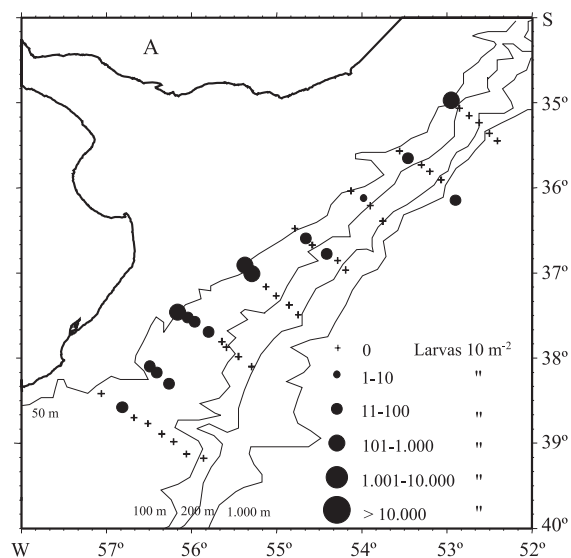 A
S
35º
36º
37º
38º
39º
40º
50 m
100 m
200 m
1.000 m
0 Larvas 10 m-2
1-10 "
11-100 "
101-1.000 "
1.001-10.000 "
> 10.000 "
W 57º 56º 55º 54º 53º 52º